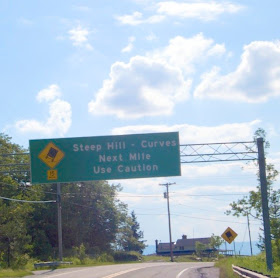 Steep Hill - Curves
Next Mile
Use Caution